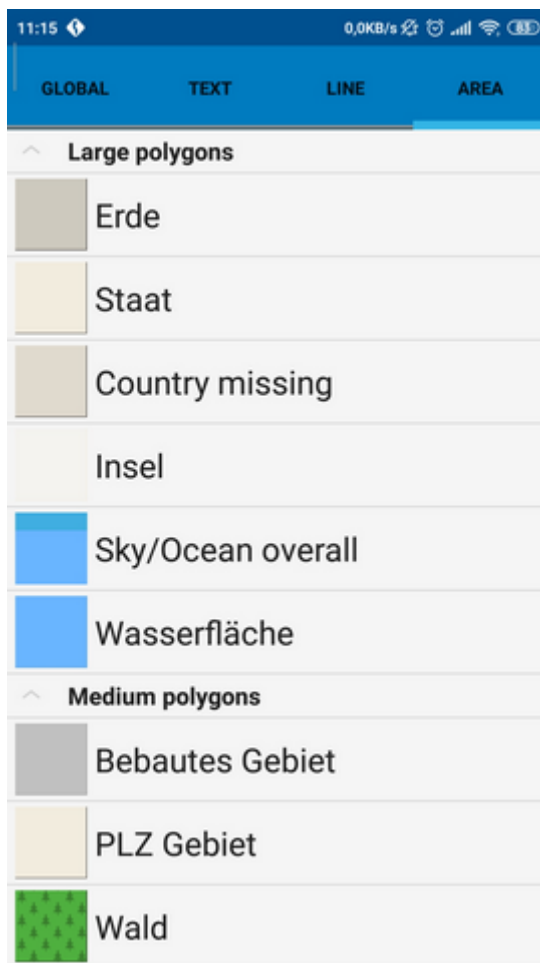 11:15 0,0KB/s 83
GLOBAL TEXT LINE AREA
Large polygons
Erde
Staat
Country missing
Insel
Sky/Ocean overall
Wasserfläche
Medium polygons
Bebautes Gebiet
PLZ Gebiet
Wald